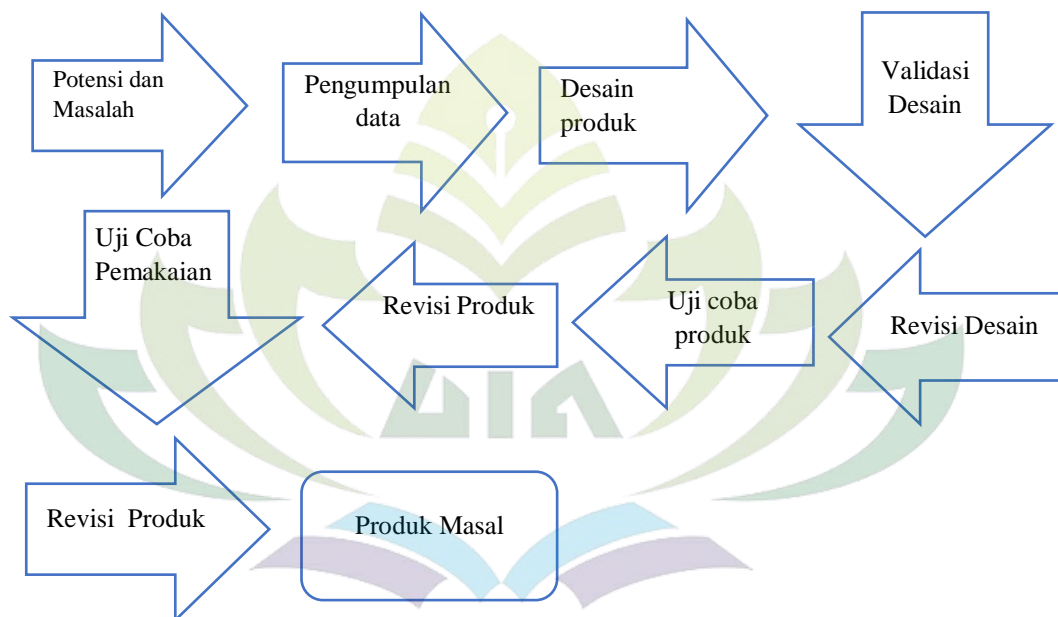 Potensi dan
Masalah
Pengumpulan
data
Desain
produk
Validasi
Desain
Revisi Desain
Uji coba
produk
Revisi Produk
Uji Coba
Pemakaian
Revisi Produk
Produk Masal